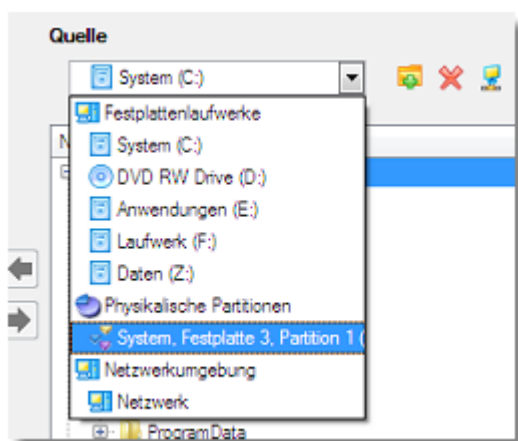 Quelle
System (C:)
N
Festplattenlaufwerke
System (C:)
DVD RW Drive (D:)
Anwendungen (E:)
Laufwerk (F:)
Daten (Z:)
Physikalische Partitionen
System, Festplatte 3, Partition 1 (
Netzwerkumgebung
Netzwerk
ProgramData